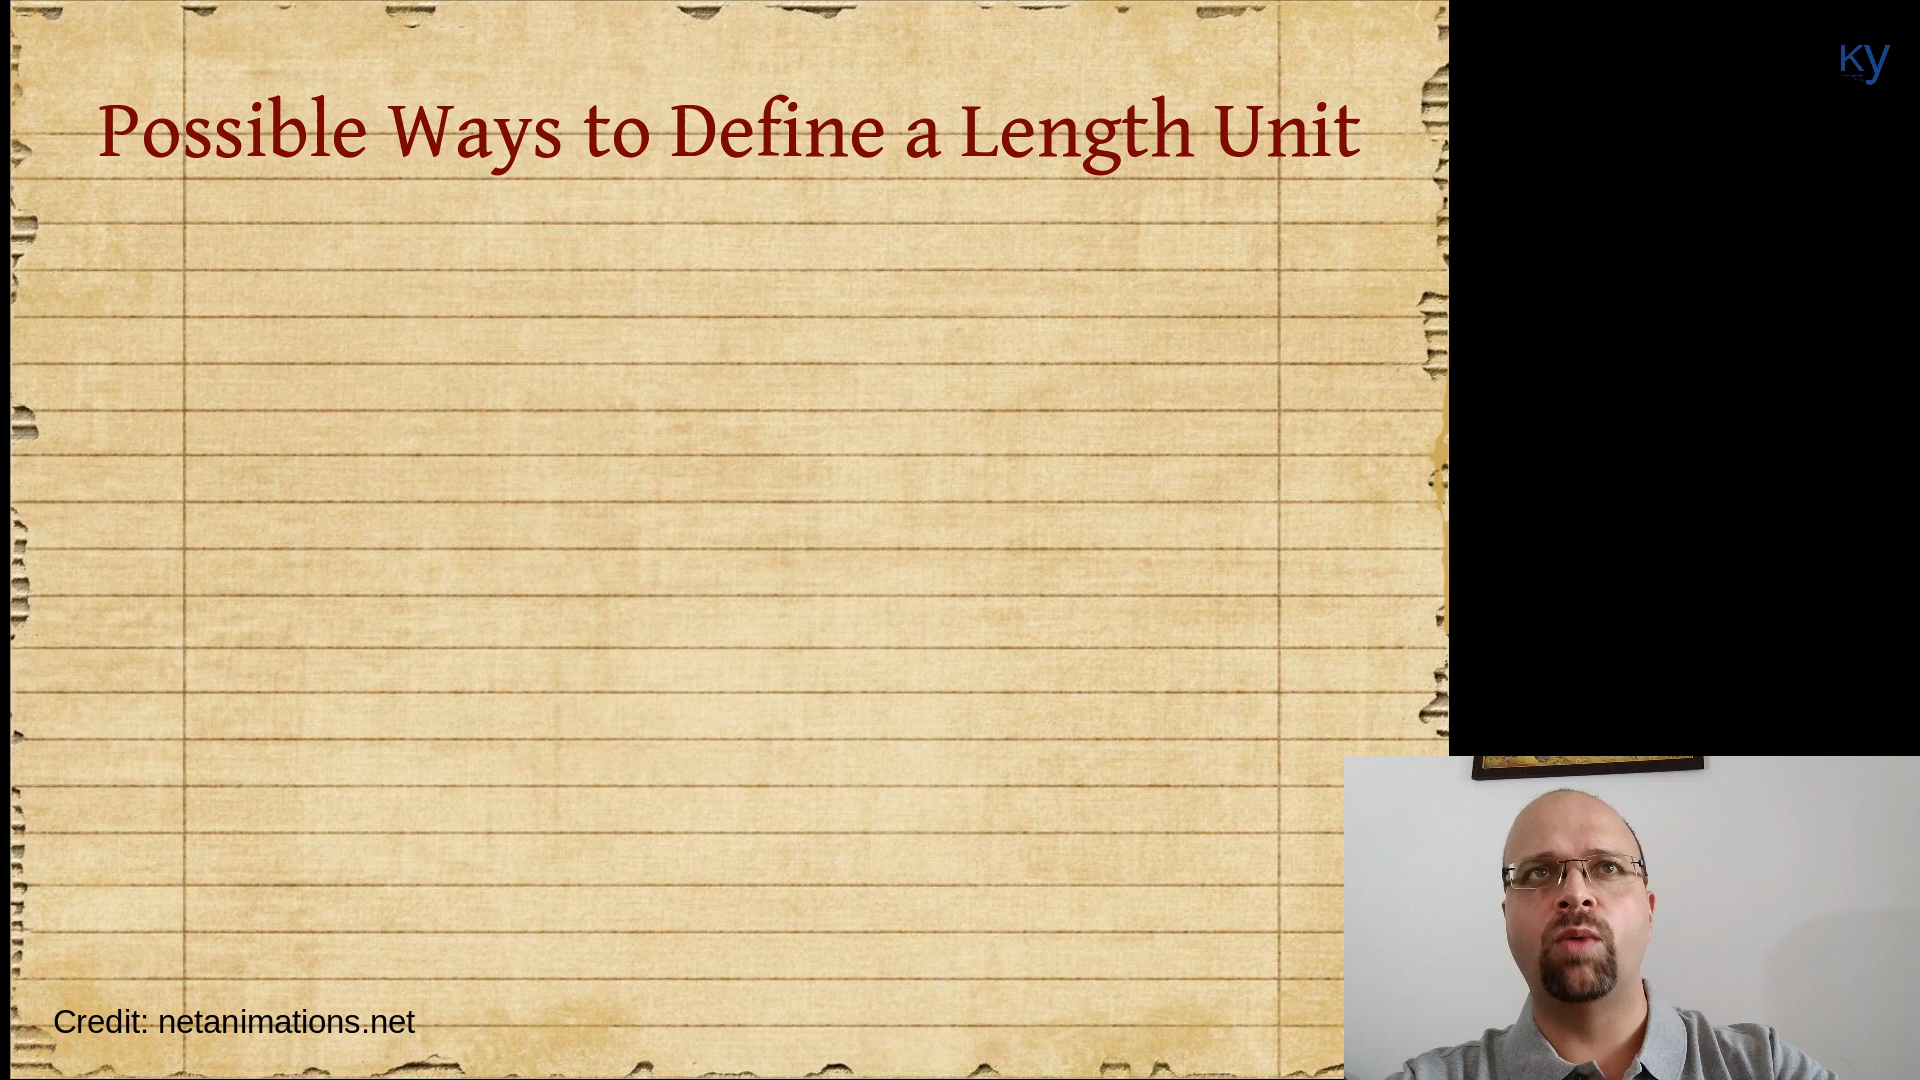 Possible Ways to Define a Length Unit
Credit: netanimations.net